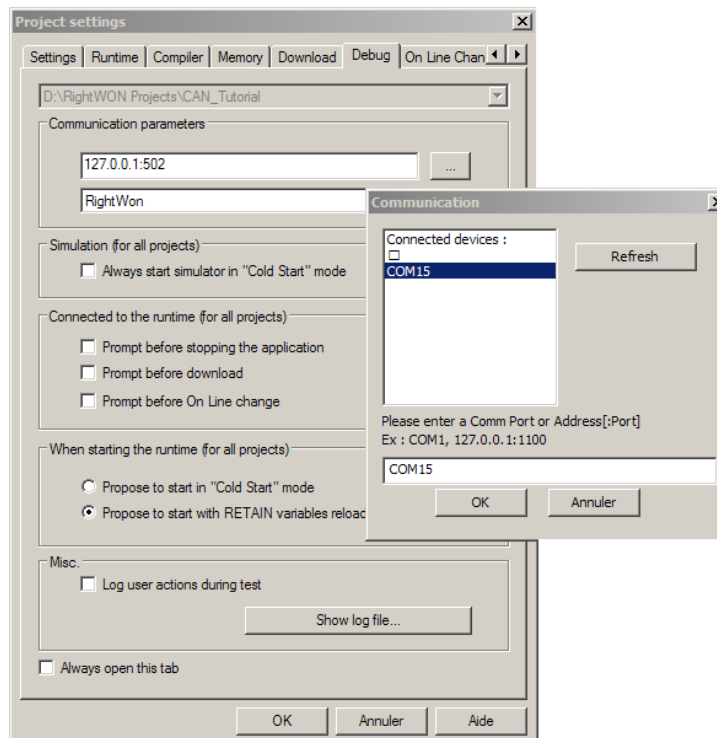 Project settings
Settings Runtime Compiler Memory Download Debug On Line Chan
D:\RightWON Projects\CAN_Tutorial
Communication parameters
127.0.0.1:502
...
RightWon
Simulation (for all projects)
Always start simulator in "Cold Start" mode
Connected to the runtime (for all projects)
Prompt before stopping the application
Prompt before download
Prompt before On Line change
When starting the runtime (for all projects)
Propose to start in "Cold Start" mode
Propose to start with RETAIN variables reload
Misc.
Log user actions during test
Show log file...
Always open this tab
OK Annuler Aide
Communication
Connected devices :
COM15
Refresh
Please enter a Comm Port or Address[:Port]
Ex : COM1, 127.0.0.1:1100
COM15
OK Annuler